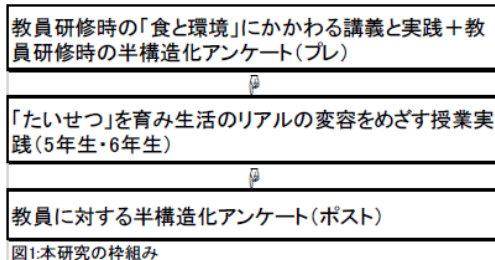 教員研修時の「食と環境」にかかわる講義と実践＋教
員研修時の半構造化アンケート（プレ）
「たいせつ」を育み生活のリアルの変容をめざす授業実
践（5年生・6年生）
教員に対する半構造化アンケート（ポスト）
図1:本研究の枠組み